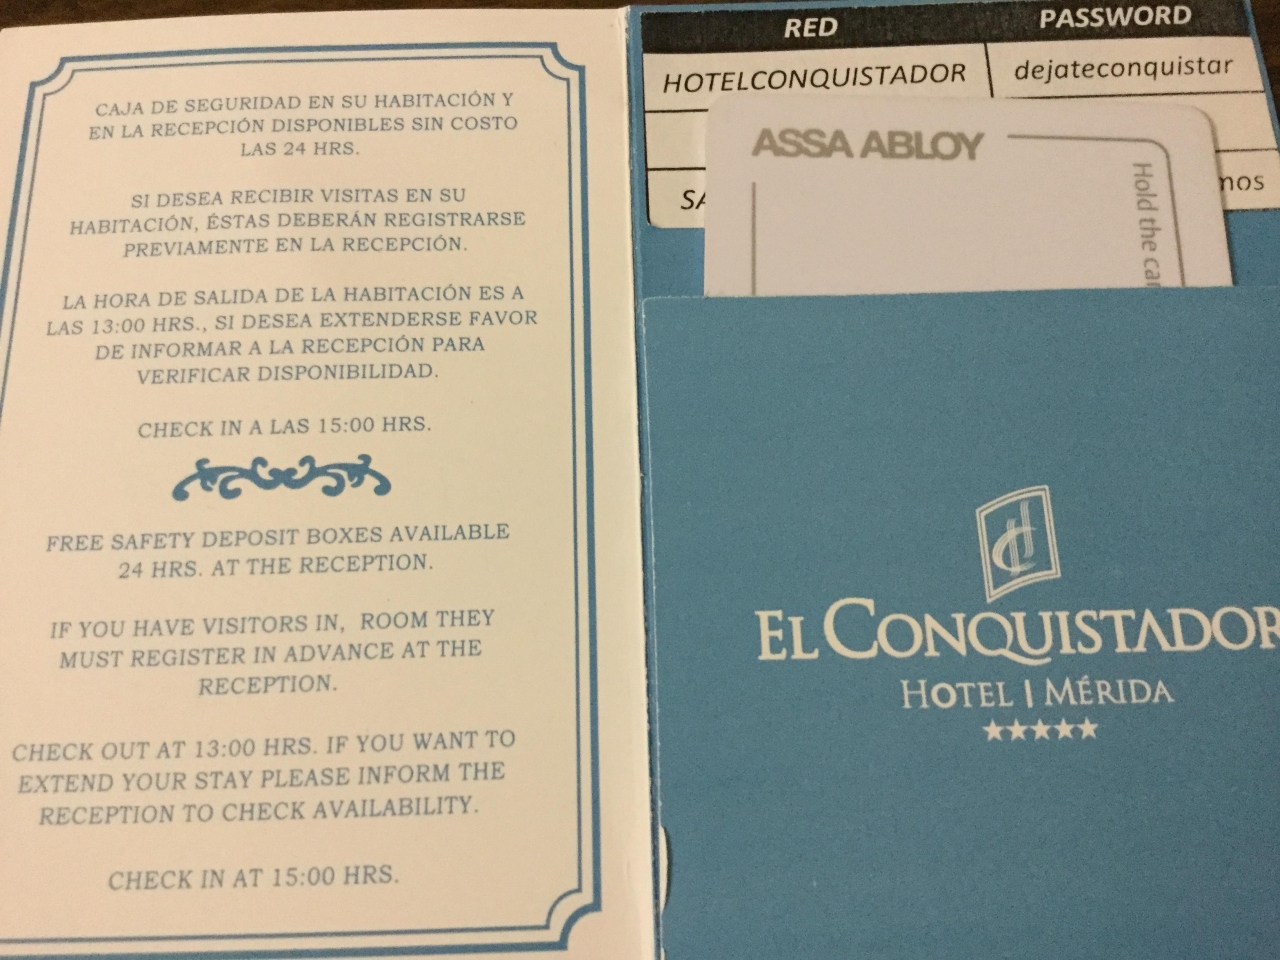 CAJA DE SEGURIDAD EN SU HABITACIÓN Y
EN LA RECEPCIÓN DISPONIBLES SIN COSTO
LAS 24 HRS.
SI DESEA RECIBIR VISITAS EN SU
HABITACIÓN, ÉSTAS DEBERÁN REGISTRARSE
PREVIAMENTE EN LA RECEPCIÓN.
LA HORA DE SALIDA DE LA HABITACIÓN ES A
LAS 13:00 HRS., SI DESEA EXTENDERSE FAVOR
DE INFORMAR A LA RECEPCIÓN PARA
VERIFICAR DISPONIBILIDAD.
CHECK IN A LAS 15:00 HRS.
FREE SAFETY DEPOSIT BOXES AVAILABLE
24 HRS. AT THE RECEPTION.
IF YOU HAVE VISITORS IN, ROOM THEY
MUST REGISTER IN ADVANCE AT THE
RECEPTION.
CHECK OUT AT 13:00 HRS. IF YOU WANT TO
EXTEND YOUR STAY PLEASE INFORM THE
RECEPTION TO CHECK AVAILABILITY.
CHECK IN AT 15:00 HRS.
RED PASSWORD
HOTELCONQUISTADOR dejateconquistar
ASSA ABLOY
Hold the
EL CONQUISTADOR
HOTEL | MÉRIDA